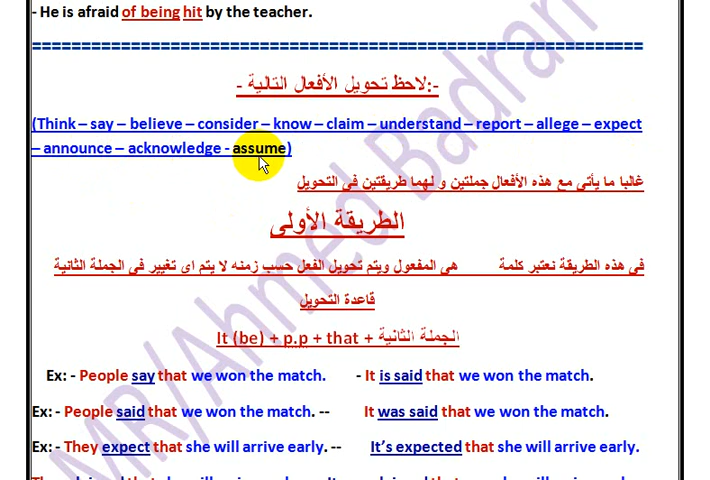 - He is afraid of being hit by the teacher.
========================================================================
- لاحظ تحويل الأفعال التالية:-
(Think – say – believe – consider – know – claim – understand – report – allege – expect
– announce – acknowledge - assume)
غالبا ما يأتى مع هذه الأفعال جملتين و لهما طريقتين فى التحويل
الطريقة الأولى
فى هذه الطريقة نعتبر كلمة هى المفعول ويتم تحويل الفعل حسب زمنه لا يتم اى تغيير فى الجملة الثانية
قاعدة التحويل
It (be) + p.p + that + الجملة الثانية
Ex: - People say that we won the match. - It is said that we won the match.
Ex: - People said that we won the match. -- It was said that we won the match.
Ex: - They expect that she will arrive early. -- It's expected that she will arrive early.
MR/Ahmed Badran